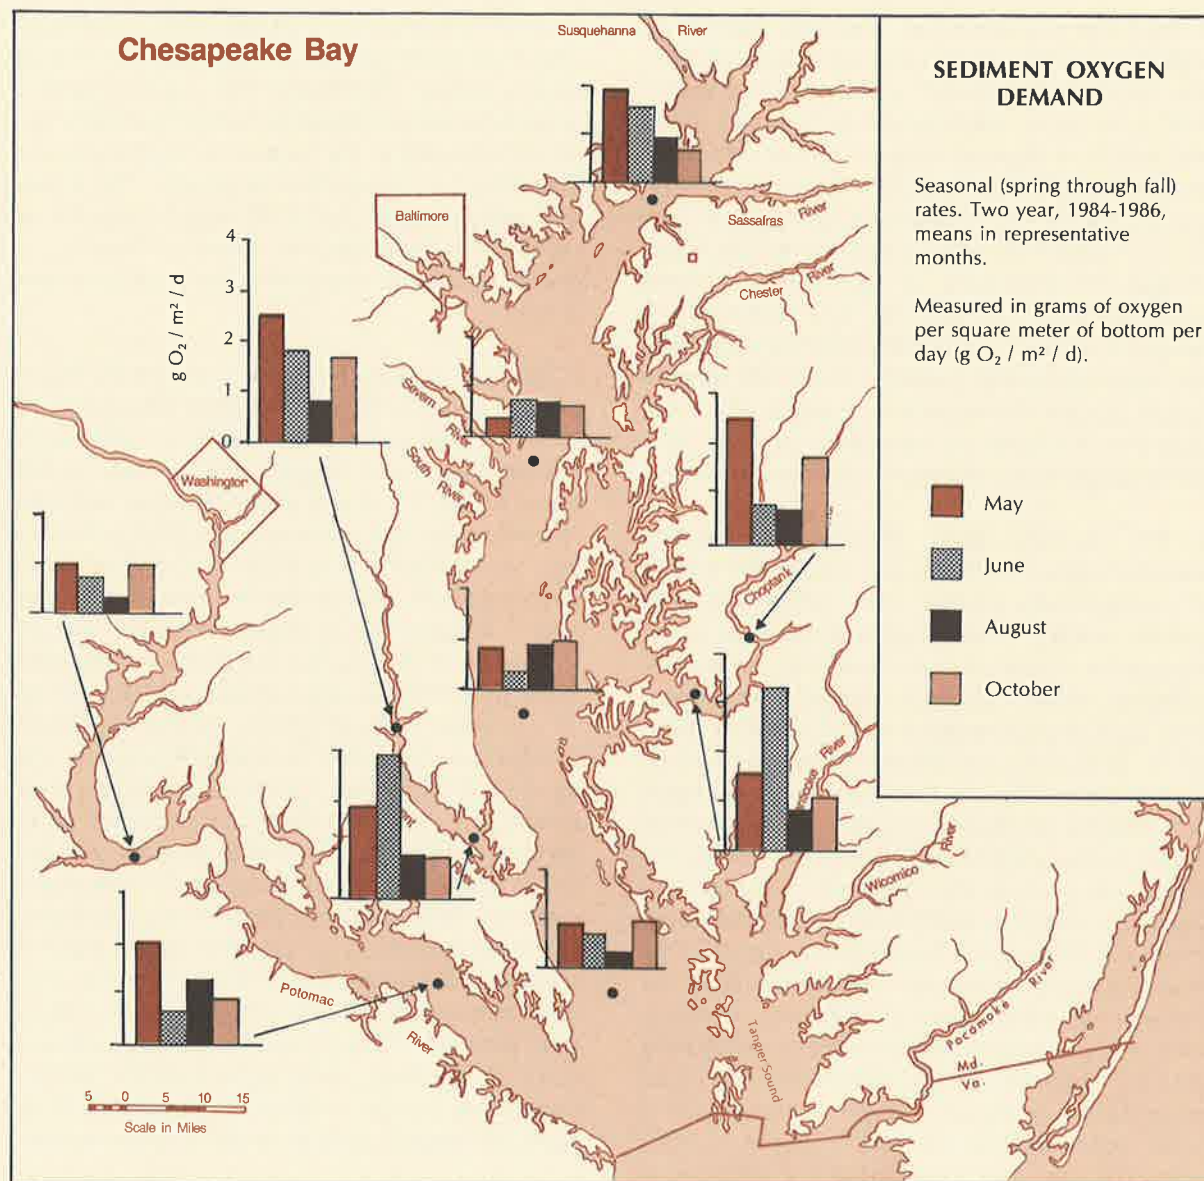 Chesapeake Bay
Susquehanna River
SEDIMENT OXYGEN
DEMAND
Seasonal (spring through fall)
rates. Two year, 1984-1986,
means in representative
months.
Measured in grams of oxygen
per square meter of bottom per
day (g O₂ / m² / d).
May
June
August
October
Baltimore
Sassafras River
Chester River
4
3
2
1
0
g O₂ / m² / d
Severn
River
South
River
Washington
Choptank
River
Wicomico
River
Potomac
River
Tangier Sound
Pocomoke River
Md.
Va.
5 0 5 10 15
Scale in Miles